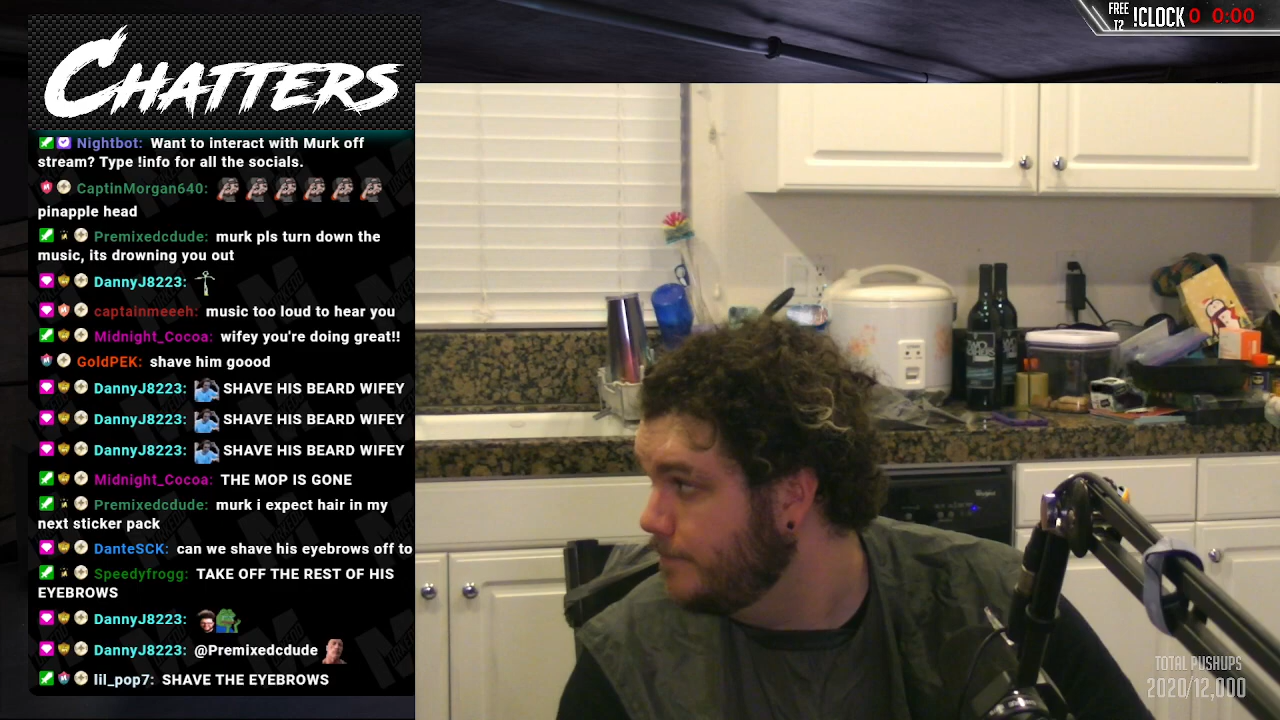 FREE
12
!CLOCK 0 0:00
CHATTERS
Nightbot: Want to interact with Murk off
stream? Type !info for all the socials.
CaptinMorgan640:
pinapple head
Premixedcdude: murk pls turn down the
music, its drowning you out
DannyJ8223:
captainmeeeh: music too loud to hear you
Midnight_Cocoa: wifey you're doing great!!
GoldPEK: shave him goood
DannyJ8223: SHAVE HIS BEARD WIFEY
DannyJ8223: SHAVE HIS BEARD WIFEY
DannyJ8223: SHAVE HIS BEARD WIFEY
Midnight_Cocoa: THE MOP IS GONE
Premixedcdude: murk i expect hair in my
next sticker pack
DanteSCK: can we shave his eyebrows off to
Speedyfrogg: TAKE OFF THE REST OF HIS
EYEBROWS
DannyJ8223:
DannyJ8223: @Premixedcdude
lil_pop7: SHAVE THE EYEBROWS
TOTAL PUSHUPS
2020/12,000